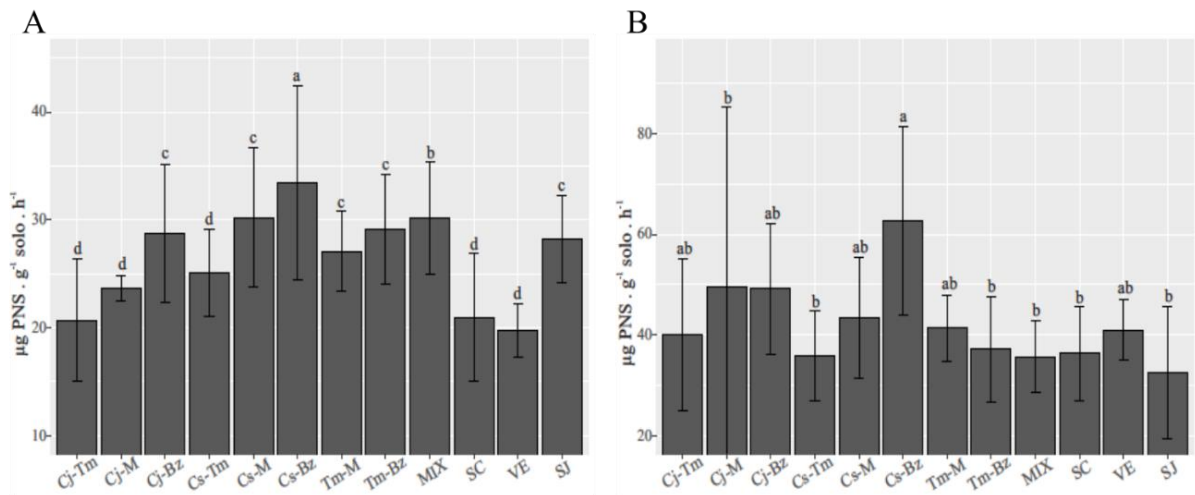 A
µg PNS . g⁻¹ solo . h⁻¹
40
30
20
10
d
d
c
d
c
a
c
c
b
d
d
c
Cj-Tm
Cj-M
Cj-Bz
Cs-Tm
Cs-M
Cs-Bz
Tm-M
Tm-Bz
MIX
SC
VE
SJ
B
µg PNS . g⁻¹ solo . h⁻¹
80
60
40
20
ab
b
ab
b
ab
a
ab
b
b
b
ab
b
Cj-Tm
Cj-M
Cj-Bz
Cs-Tm
Cs-M
Cs-Bz
Tm-M
Tm-Bz
MIX
SC
VE
SJ